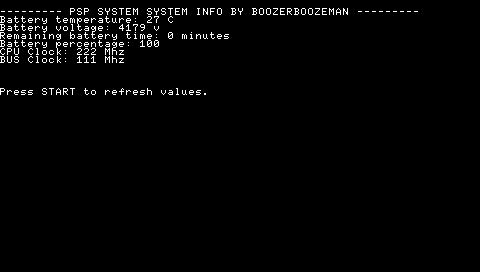 --------- PSP SYSTEM SYSTEM INFO BY BOOZERBOOZEMAN ---------
Battery temperature: 27 C
Battery voltage: 4179 v
Remaining battery time: 0 minutes
Battery percentage: 100
CPU Clock: 222 Mhz
BUS Clock: 111 Mhz
Press START to refresh values.